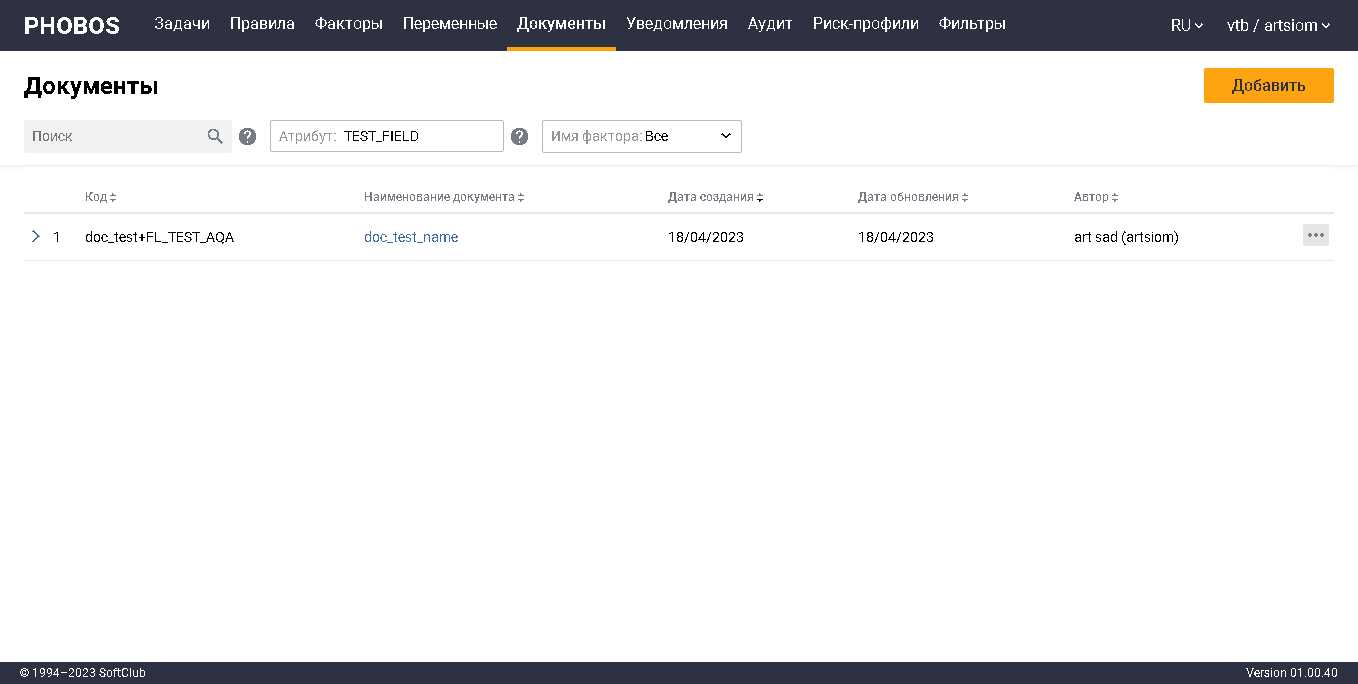 PHOBOS Задачи Правила Факторы Переменные Документы Уведомления Аудит Риск-профили Фильтры RU vtb / artsiom
Документы Добавить
Поиск ? Атрибут: TEST_FIELD ? Имя фактора: Все
Код Наименование документа Дата создания Дата обновления Автор
1 doc_test+FL_TEST_AQA doc_test_name 18/04/2023 18/04/2023 art sad (artsiom)
© 1994–2023 SoftClub Version 01.00.40